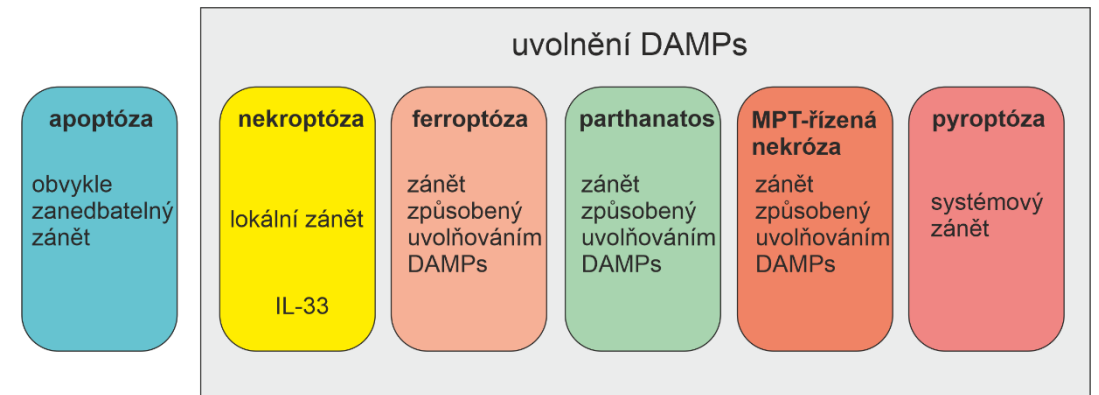 uvolnění DAMPs
apoptóza
obvykle
zanedbatelný
zánět
nekroptóza
lokální zánět
IL-33
ferroptóza
zánět
způsobený
uvolňováním
DAMPs
parthanatos
zánět
způsobený
uvolňováním
DAMPs
MPT-řízená
nekróza
zánět
způsobený
uvolňováním
DAMPs
pyroptóza
systémový
zánět